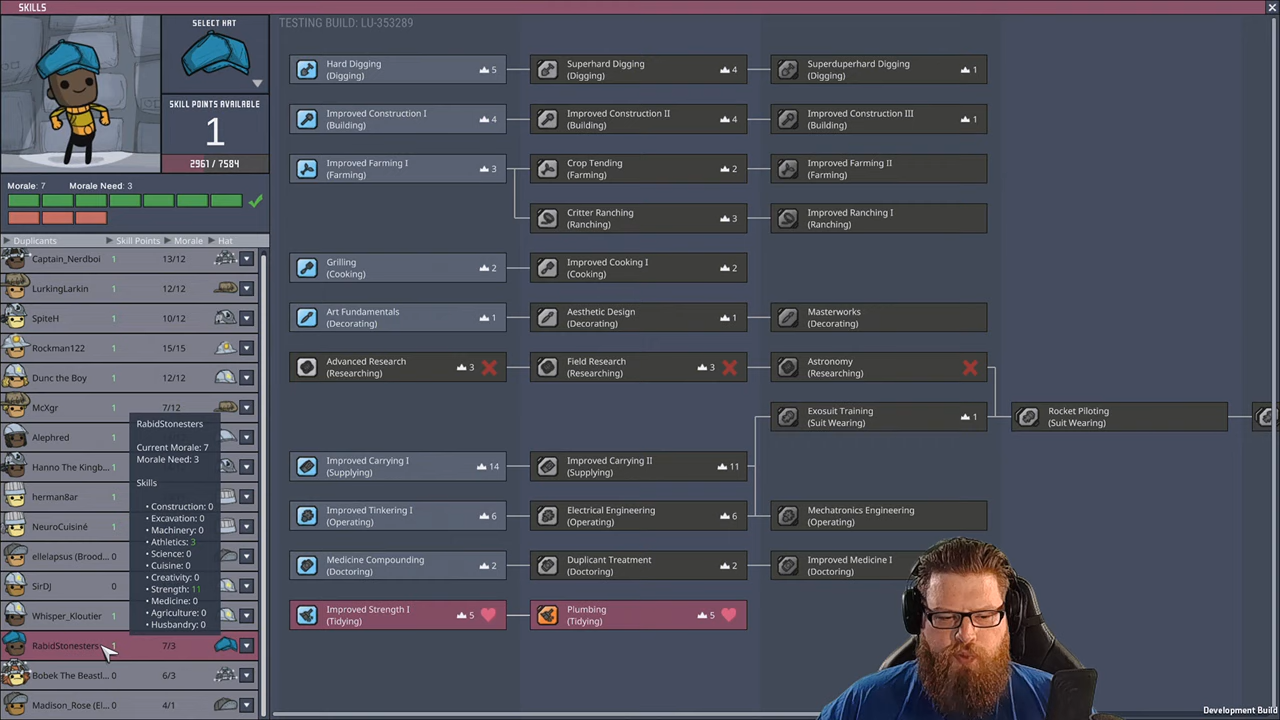 SKILLS
SELECT HAT
SKILL POINTS AVAILABLE
1
2961 / 7584
Morale: 7 Morale Need: 3
Duplicants Skill Points Morale Hat
Captain_Nerdboi 1 13/12
LurkingLarkin 1 12/12
SpiteH 1 10/12
Rockman122 1 15/15
Dunc the Boy 1 12/12
McXgr 1 7/12
Alephred 1
Hanno The Kingb... 1
herman8ar 1
NeuroCuisiné 1
ellelapsus (Brood... 0
SirDJ 0
Whisper_Kloutier 1
RabidStonesters 1 7/3
Bobek The Beastl... 0 6/3
Madison_Rose (El... 0 4/1
RabidStonesters
Current Morale: 7
Morale Need: 3
Skills
• Construction: 0
• Excavation: 0
• Machinery: 0
• Athletics: 3
• Science: 0
• Cuisine: 0
• Creativity: 0
• Strength: 11
• Medicine: 0
• Agriculture: 0
• Husbandry: 0
TESTING BUILD: LU-353289
Hard Digging
(Digging)
5
Superhard Digging
(Digging)
4
Superduperhard Digging
(Digging)
1
Improved Construction I
(Building)
4
Improved Construction II
(Building)
4
Improved Construction III
(Building)
1
Improved Farming I
(Farming)
3
Crop Tending
(Farming)
2
Improved Farming II
(Farming)
Critter Ranching
(Ranching)
3
Improved Ranching I
(Ranching)
Grilling
(Cooking)
2
Improved Cooking I
(Cooking)
2
Art Fundamentals
(Decorating)
1
Aesthetic Design
(Decorating)
1
Masterworks
(Decorating)
Advanced Research
(Researching)
3
Field Research
(Researching)
3
Astronomy
(Researching)
Exosuit Training
(Suit Wearing)
1
Rocket Piloting
(Suit Wearing)
Improved Carrying I
(Supplying)
14
Improved Carrying II
(Supplying)
11
Improved Tinkering I
(Operating)
6
Electrical Engineering
(Operating)
6
Mechatronics Engineering
(Operating)
Medicine Compounding
(Doctoring)
2
Duplicant Treatment
(Doctoring)
2
Improved Medicine I
(Doctoring)
Improved Strength I
(Tidying)
5
Plumbing
(Tidying)
5
Development Build